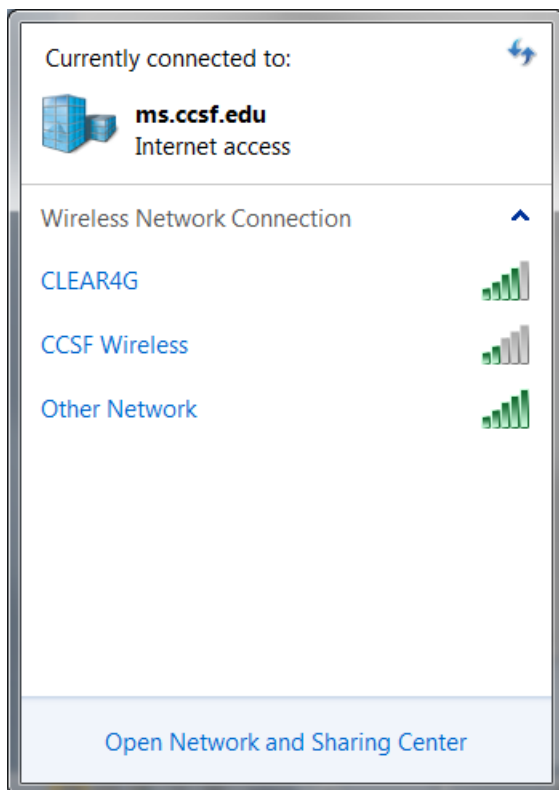 Currently connected to:
ms.ccsf.edu
Internet access
Wireless Network Connection
CLEAR4G
CCSF Wireless
Other Network
Open Network and Sharing Center